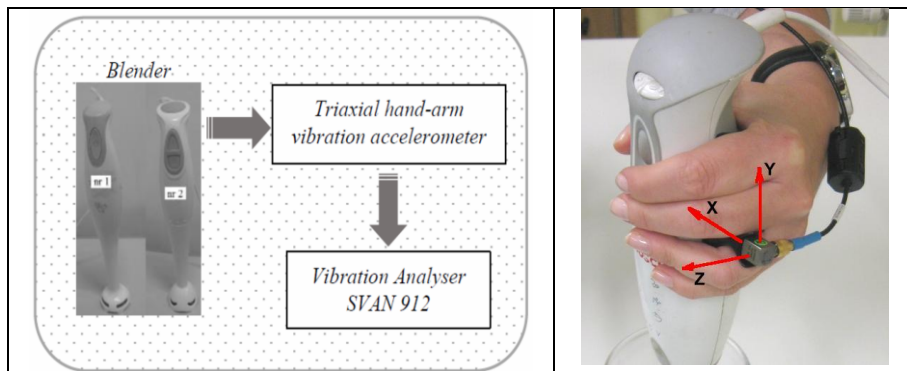 Blender
nr 1
nr 2
Triaxial hand-arm
vibration accelerometer
Vibration Analyser
SVAN 912
Y
X
Z